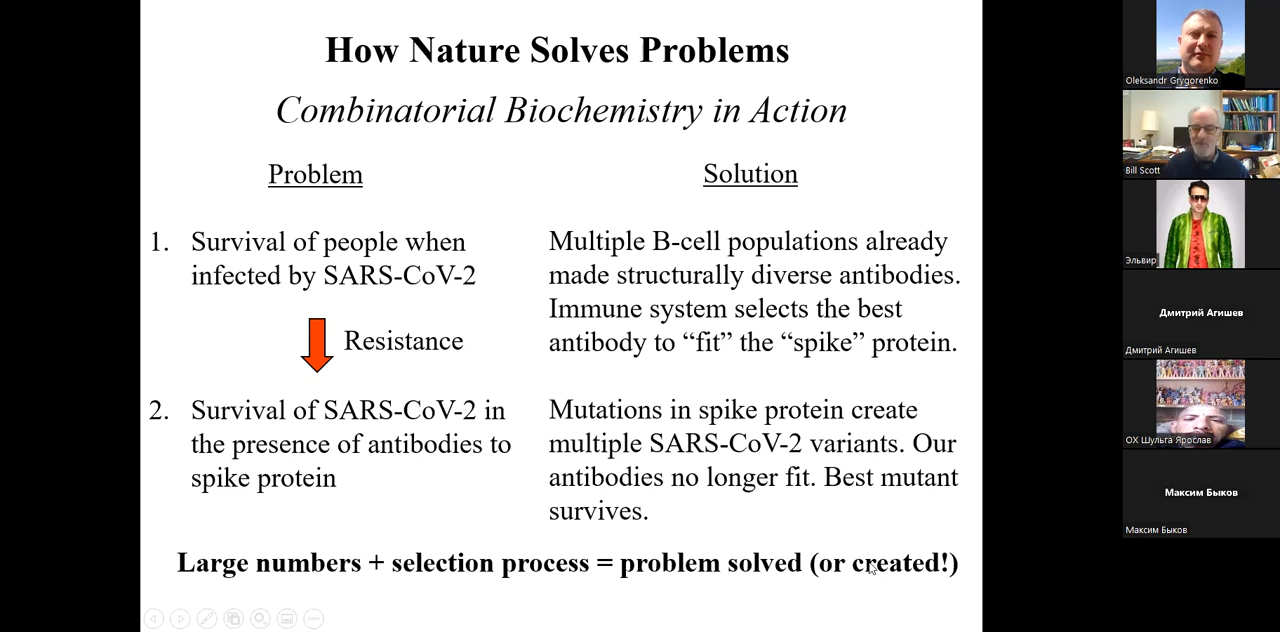 How Nature Solves Problems
Combinatorial Biochemistry in Action
Problem
Solution
1. Survival of people when
infected by SARS-CoV-2
Multiple B-cell populations already
made structurally diverse antibodies.
Immune system selects the best
antibody to “fit” the “spike” protein.
Resistance
2. Survival of SARS-CoV-2 in
the presence of antibodies to
spike protein
Mutations in spike protein create
multiple SARS-CoV-2 variants. Our
antibodies no longer fit. Best mutant
survives.
Large numbers + selection process = problem solved (or created!)
Oleksandr Grygorenko
Bill Scott
Эльвир
Дмитрий Агишев
Дмитрий Агишев
ОХ Шульга Ярослав
Максим Быков
Максим Быков